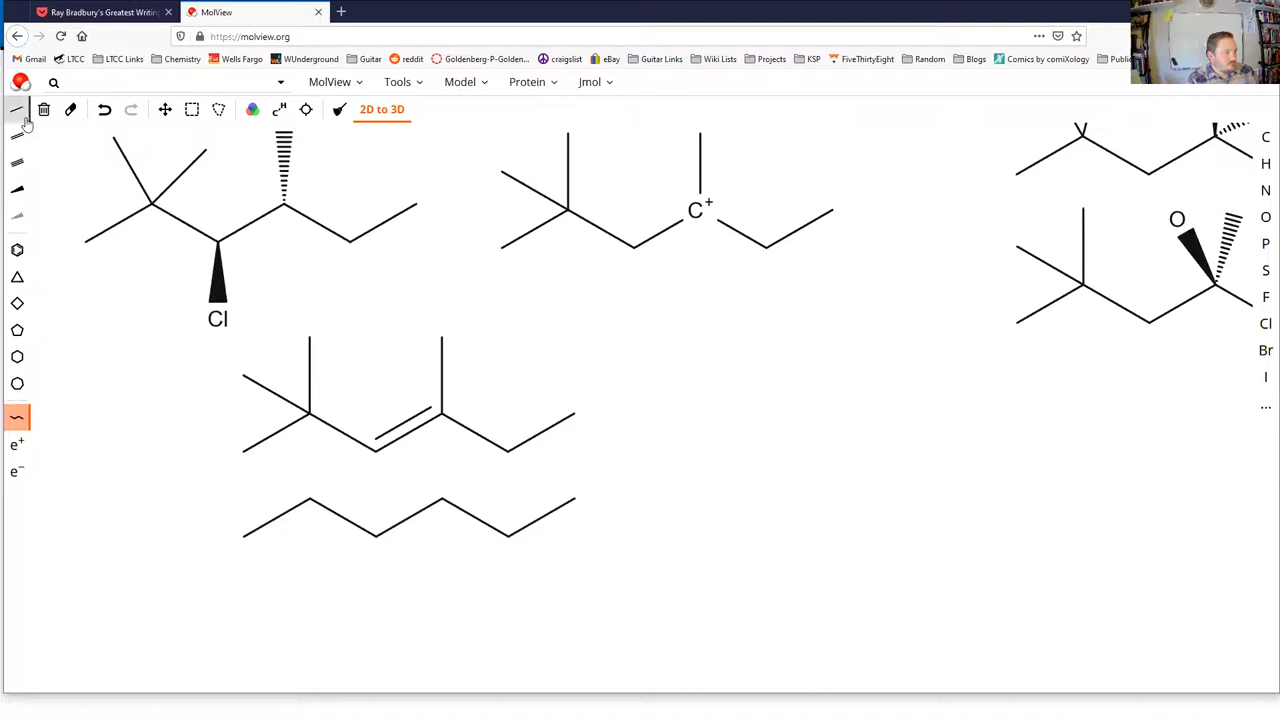 Ray Bradbury's Greatest Writin
MolView
https://molview.org
Gmail LTCC LTCC Links Chemistry Wells Fargo WUnderground Guitar reddit Goldenberg-P-Golden... craigslist eBay Guitar Links Wiki Lists Projects KSP FiveThirtyEight Random Blogs Comics by comiXology Public
MolView Tools Model Protein Jmol
C H 2D to 3D
C
H
N
O
P
S
F
Cl
Br
I
...
C+
O
Cl
e+
e−